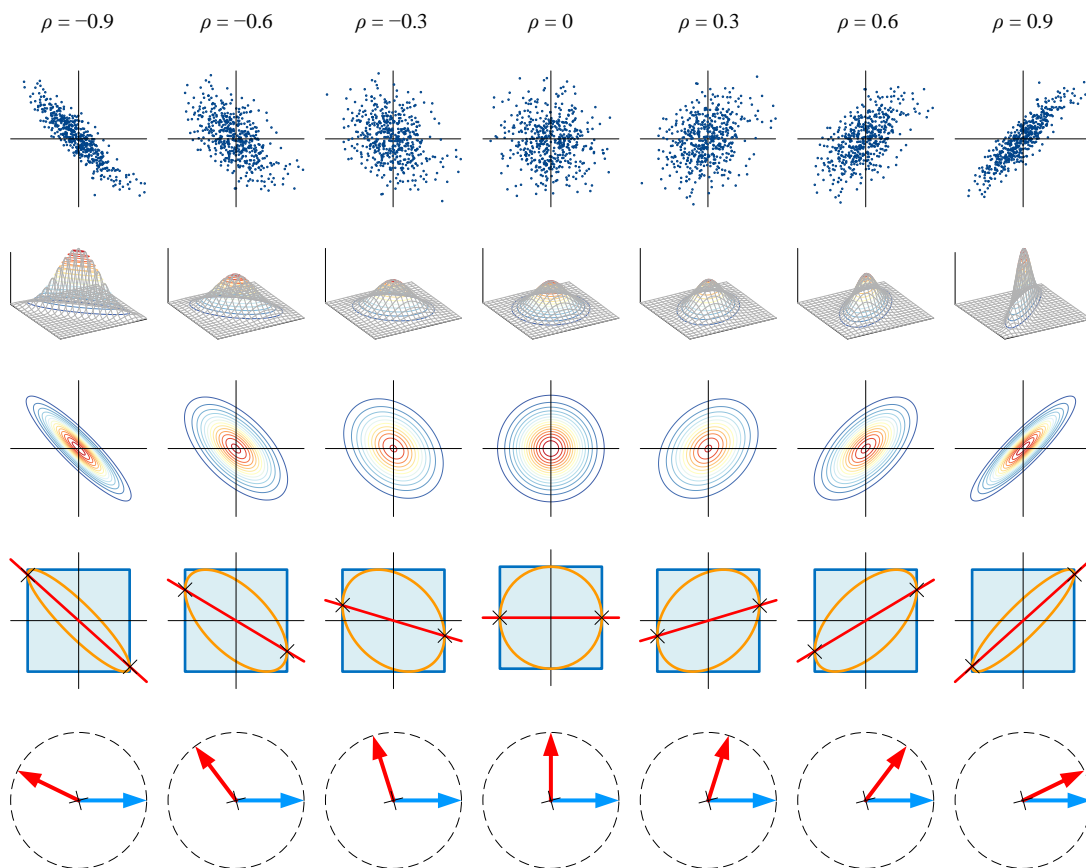 ρ = −0.9 ρ = −0.6 ρ = −0.3 ρ = 0 ρ = 0.3 ρ = 0.6 ρ = 0.9